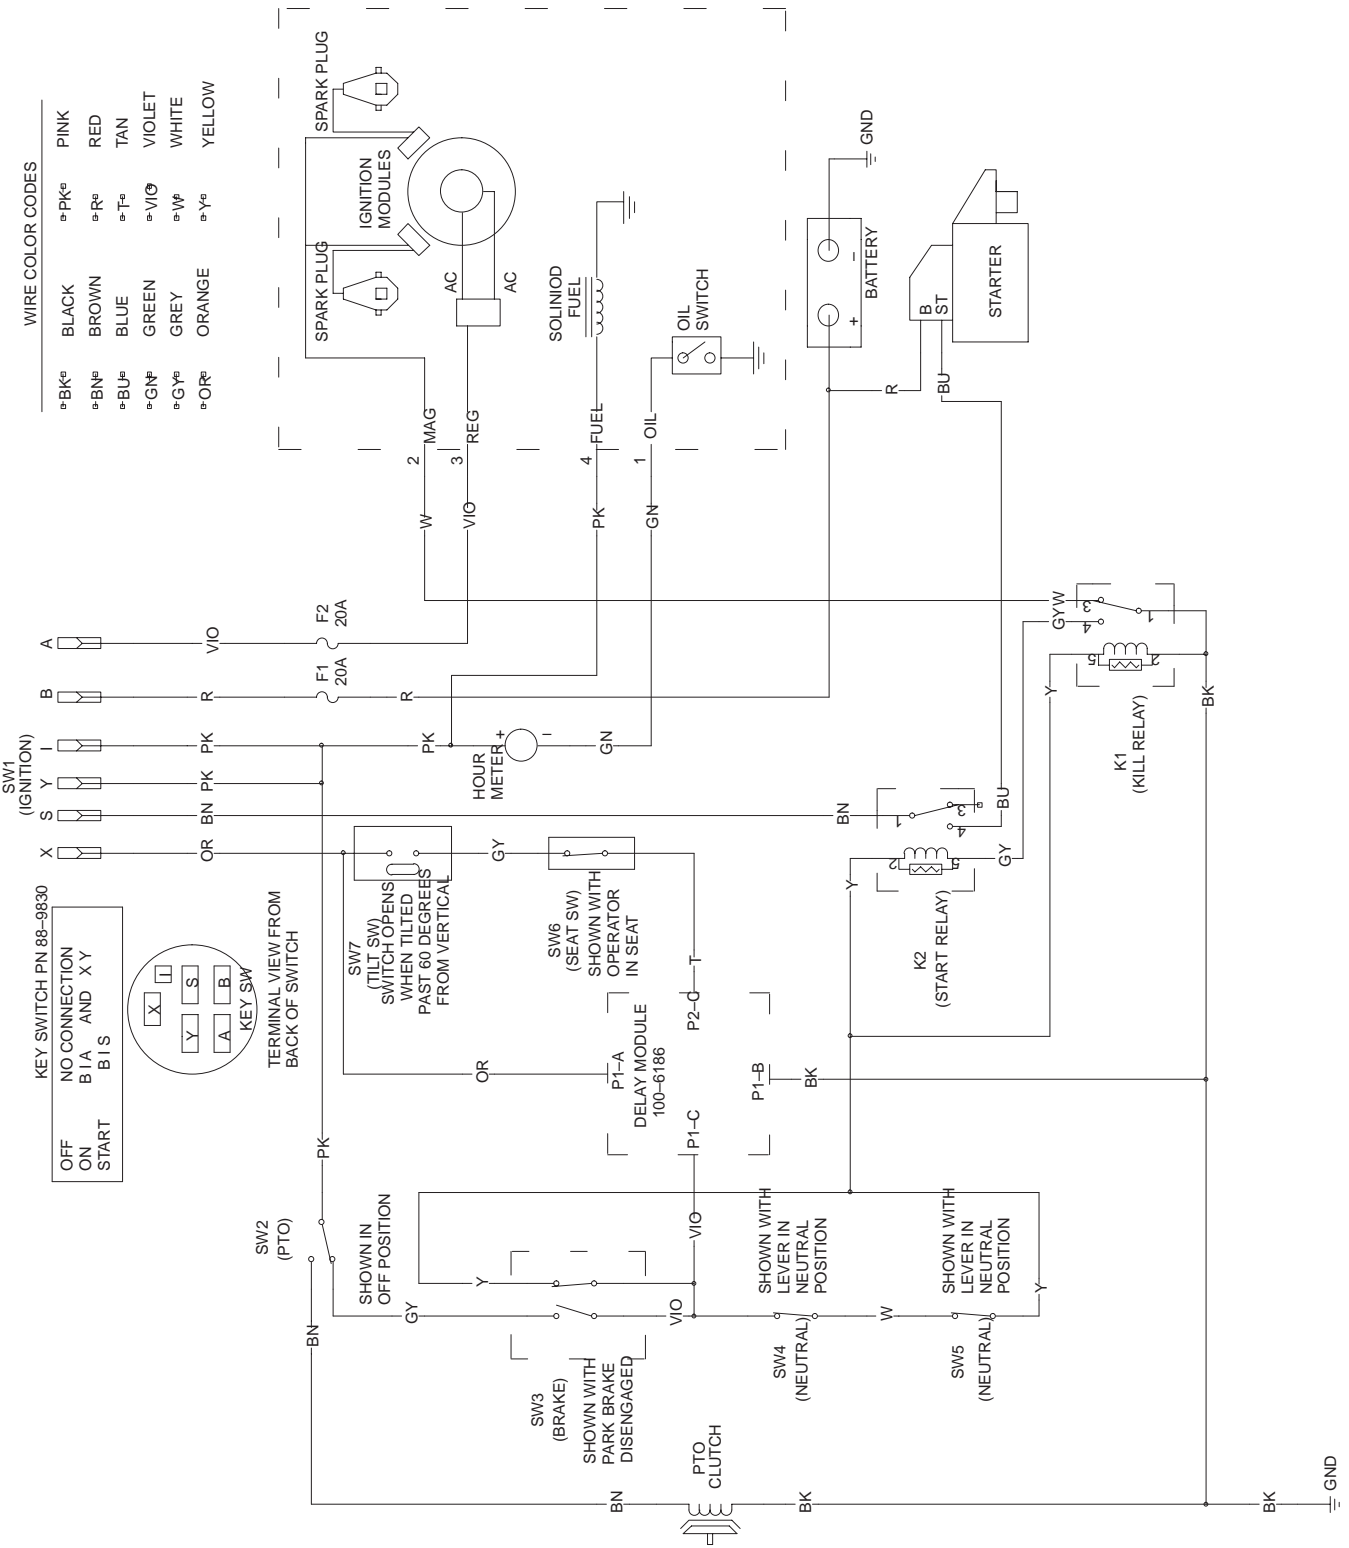 WIRE COLOR CODES
BK BLACK PK PINK
BN BROWN R RED
BU BLUE T TAN
GN GREEN VIO VIOLET
GY GREY W WHITE
OR ORANGE Y YELLOW
SPARK PLUG
SPARK PLUG
IGNITION
MODULES
AC
AC
SOLINIOD
FUEL
OIL
SWITCH
MAG
REG
FUEL
OIL
2
3
4
1
W
VIO
PK
GN
BATTERY
+
–
GND
R
BU
B
ST
STARTER
SW1
(IGNITION)
A
B
I
Y
S
X
VIO
R
PK
PK
BN
OR
F2
20A
F1
20A
R
PK
HOUR
METER
+
–
GN
BN
KEY SWITCH PN 88–9830
OFF NO CONNECTION
ON B I A AND X Y
START B I S
X
I
Y
S
A
B
KEY SW
TERMINAL VIEW FROM
BACK OF SWITCH
SW7
(TILT SW)
SWITCH OPENS
WHEN TILTED
PAST 60 DEGREES
FROM VERTICAL
GY
SW6
(SEAT SW)
SHOWN WITH
OPERATOR
IN SEAT
T
OR
P1–A
P2–C
DELAY MODULE
100–6186
P1–C
P1–B
BK
1
3
4
2
5
BU
GY
Y
K2
(START RELAY)
GY
W
3
4
1
5
2
Y
K1
(KILL RELAY)
BK
PK
SW2
(PTO)
SHOWN IN
OFF POSITION
BN
GY
Y
VIO
VIO
SW3
(BRAKE)
SHOWN WITH
PARK BRAKE
DISENGAGED
SHOWN WITH
LEVER IN
NEUTRAL
POSITION
SW4
(NEUTRAL)
W
SHOWN WITH
LEVER IN
NEUTRAL
POSITION
SW5
(NEUTRAL)
Y
BN
PTO
CLUTCH
BK
BK
GND